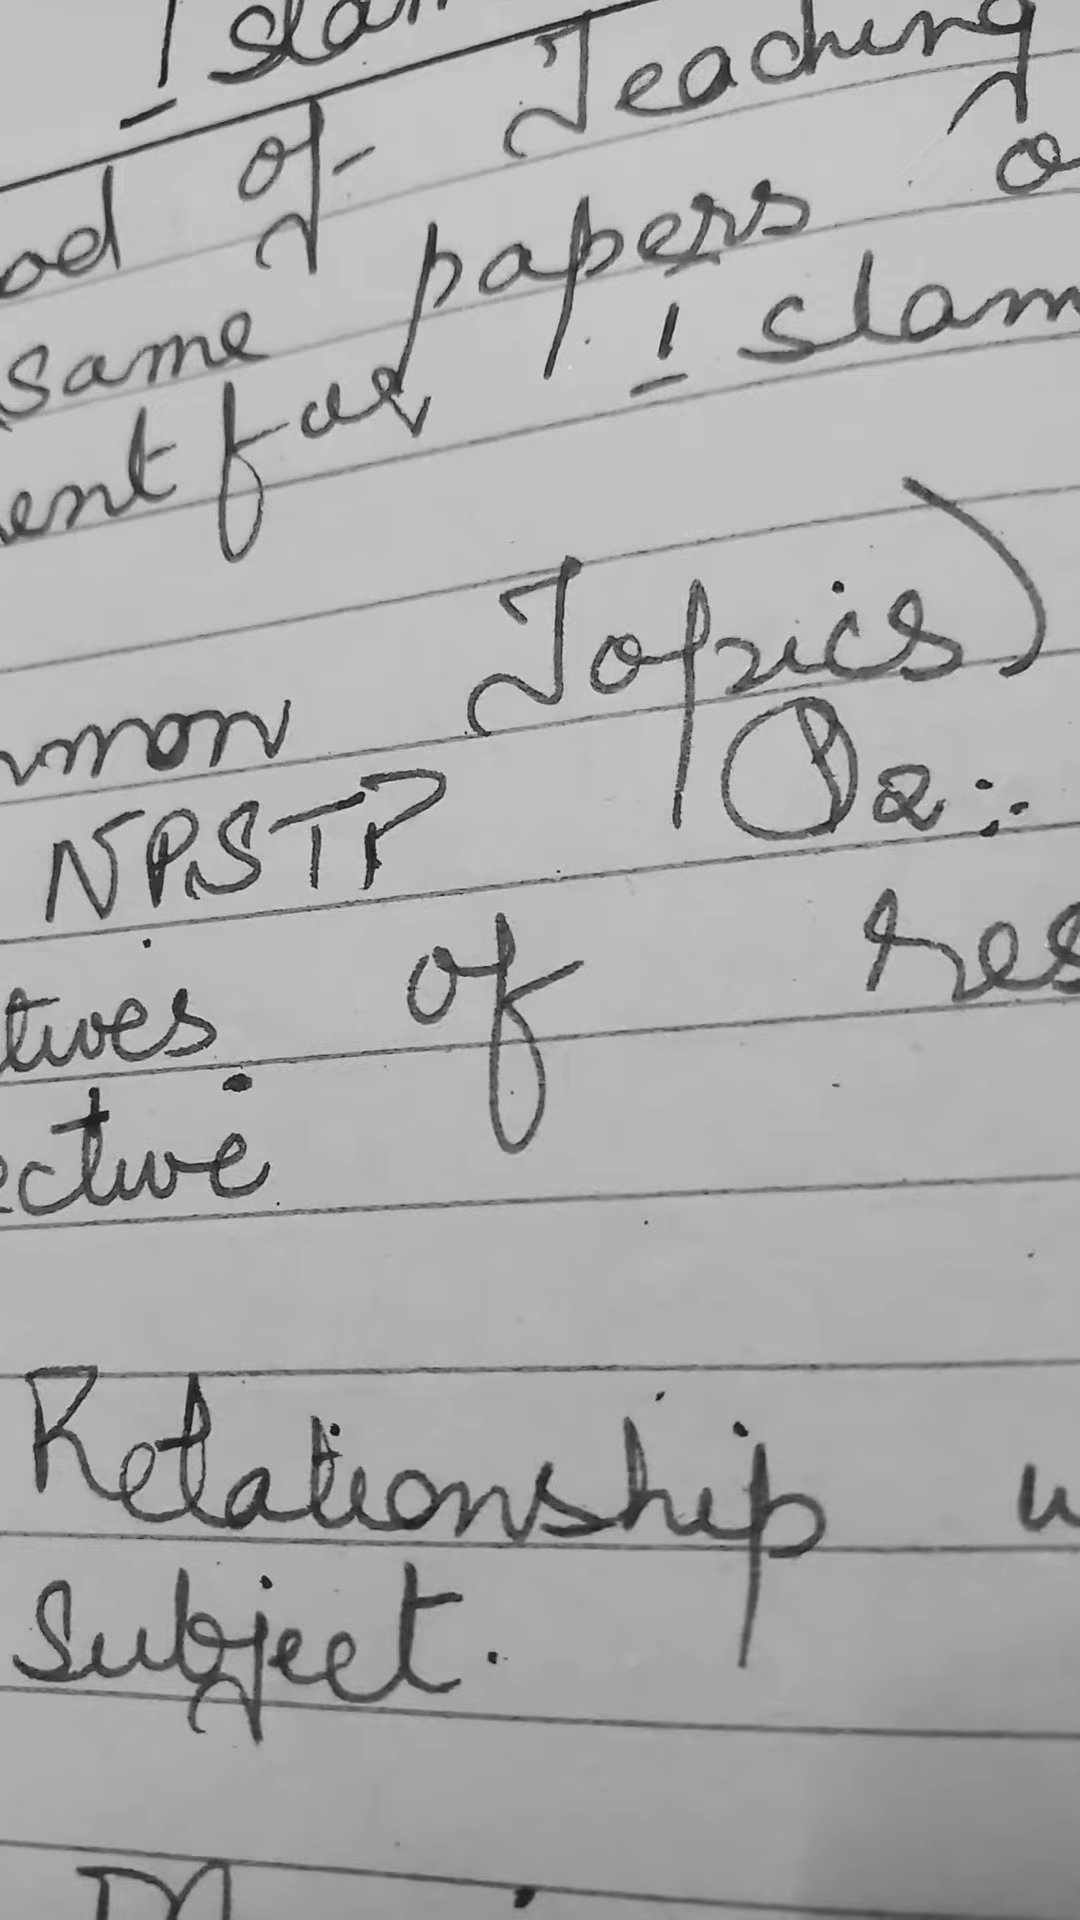 Islam
od of Teaching
same papers o
ent for Islam
mmon Topics)
NPSTP Q2:
tives of res
ective
Relationship w
Subject.